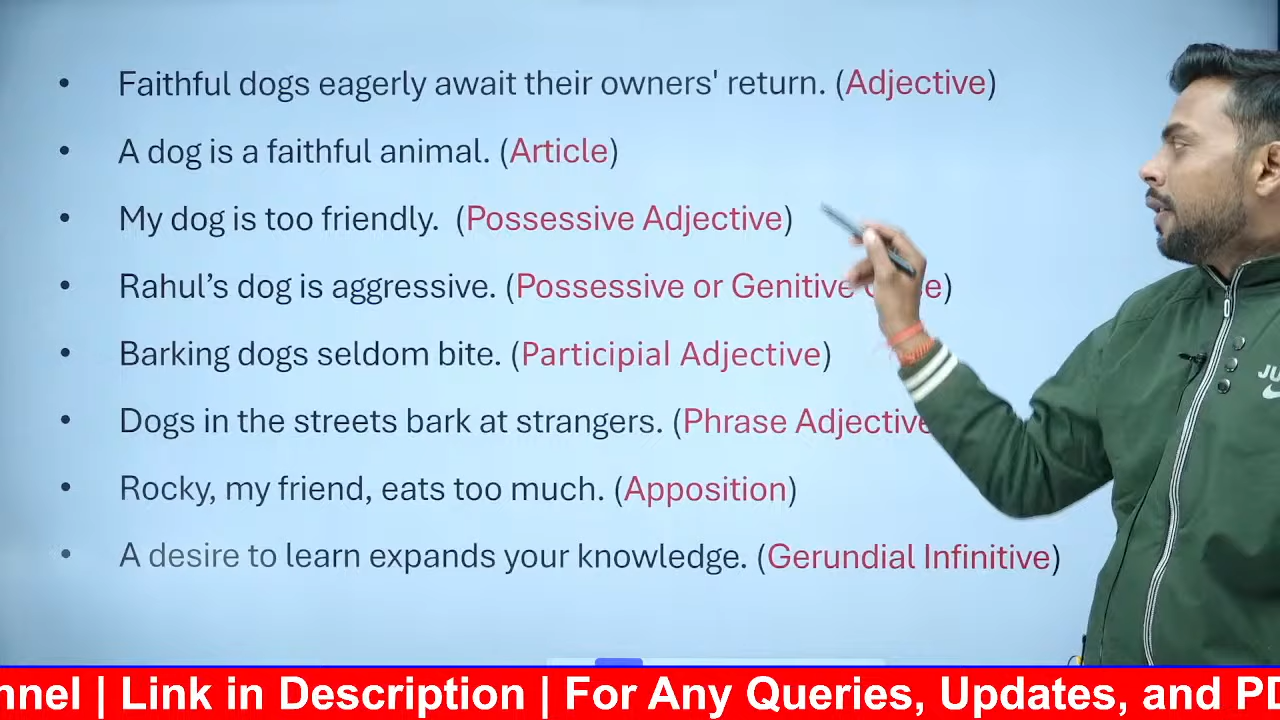 • Faithful dogs eagerly await their owners' return. (Adjective)
• A dog is a faithful animal. (Article)
• My dog is too friendly. (Possessive Adjective)
• Rahul’s dog is aggressive. (Possessive or Genitive
• Barking dogs seldom bite. (Participial Adjective)
• Dogs in the streets bark at strangers. (Phrase Adjective
• Rocky, my friend, eats too much. (Apposition)
• A desire to learn expands your knowledge. (Gerundial Infinitive)
JU
nnel | Link in Description | For Any Queries, Updates, and PD